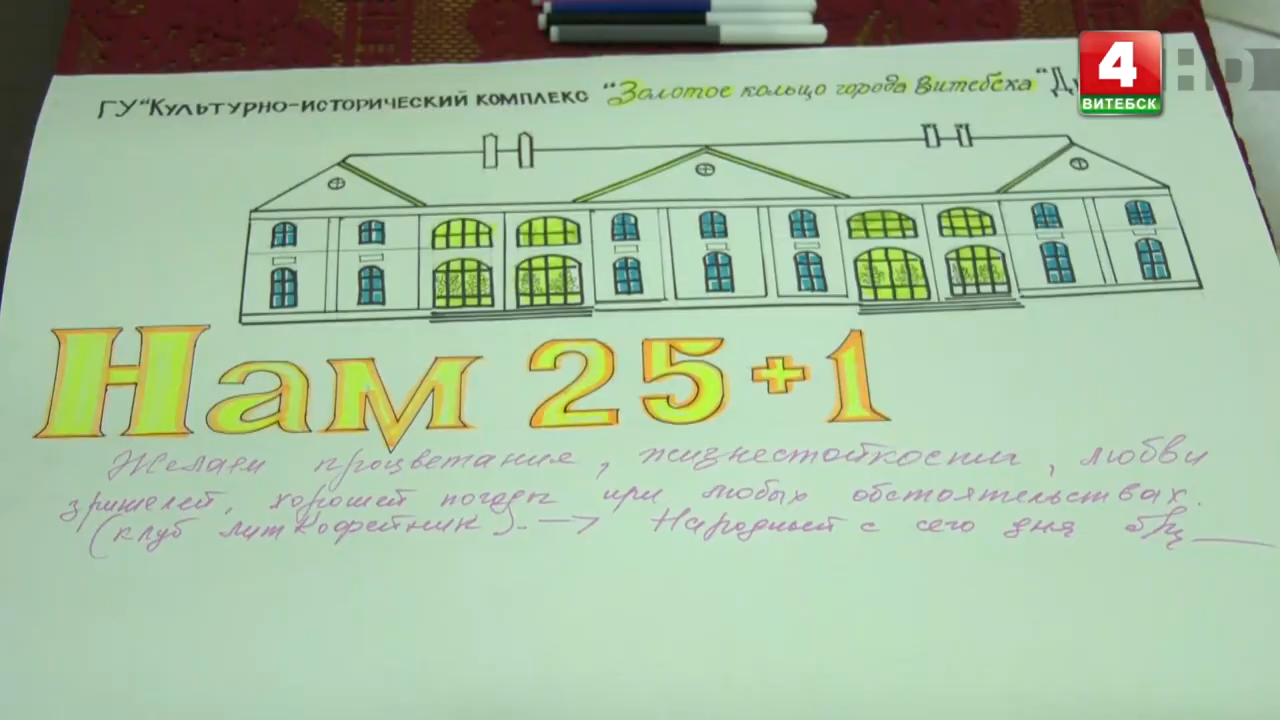 4
ВИТЕБСК
HD
ГУ "Культурно-исторический комплекс "Золотое кольцо города Витебска" Д
Нам 25+1
Желаем процветания, жизнестойкости, любви
зрителей, хорошей погоды при любых обстоятельствах.
(клуб литКофейник). → Народный с сего дня